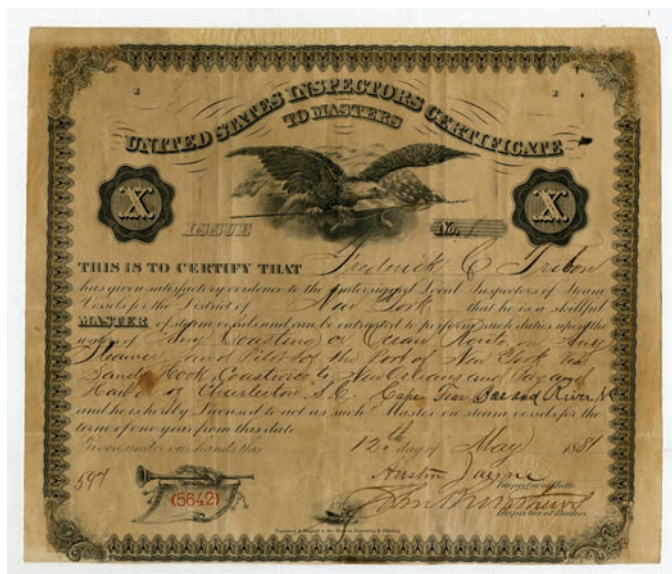 UNITED STATES INSPECTORS CERTIFICATE
TO MASTERS
X X
ISSUE No. 1
THIS IS TO CERTIFY THAT Frederick C
has given satisfactory evidence to the undersigned Local Inspectors of Steam
Vessels for the District of New York that he is a skillful
MASTER of steam vessels and can be entrusted to perform such duties upon the
waters of Any Coasting or Ocean Route on Any
Steamer and Pilot for the Port of New York via
Sandy Hook, Coastwise to New Orleans and Bay and
Harbor of Charleston S.C. Cape Fear Bar and River N
and he is hereby Licensed to act as such Master on steam vessels for the
term of one year from this date
Given under our hands this 12th day of May 1881
597 Austin Jayne
(5642) Inspector of Hulls
Inspector of Boilers